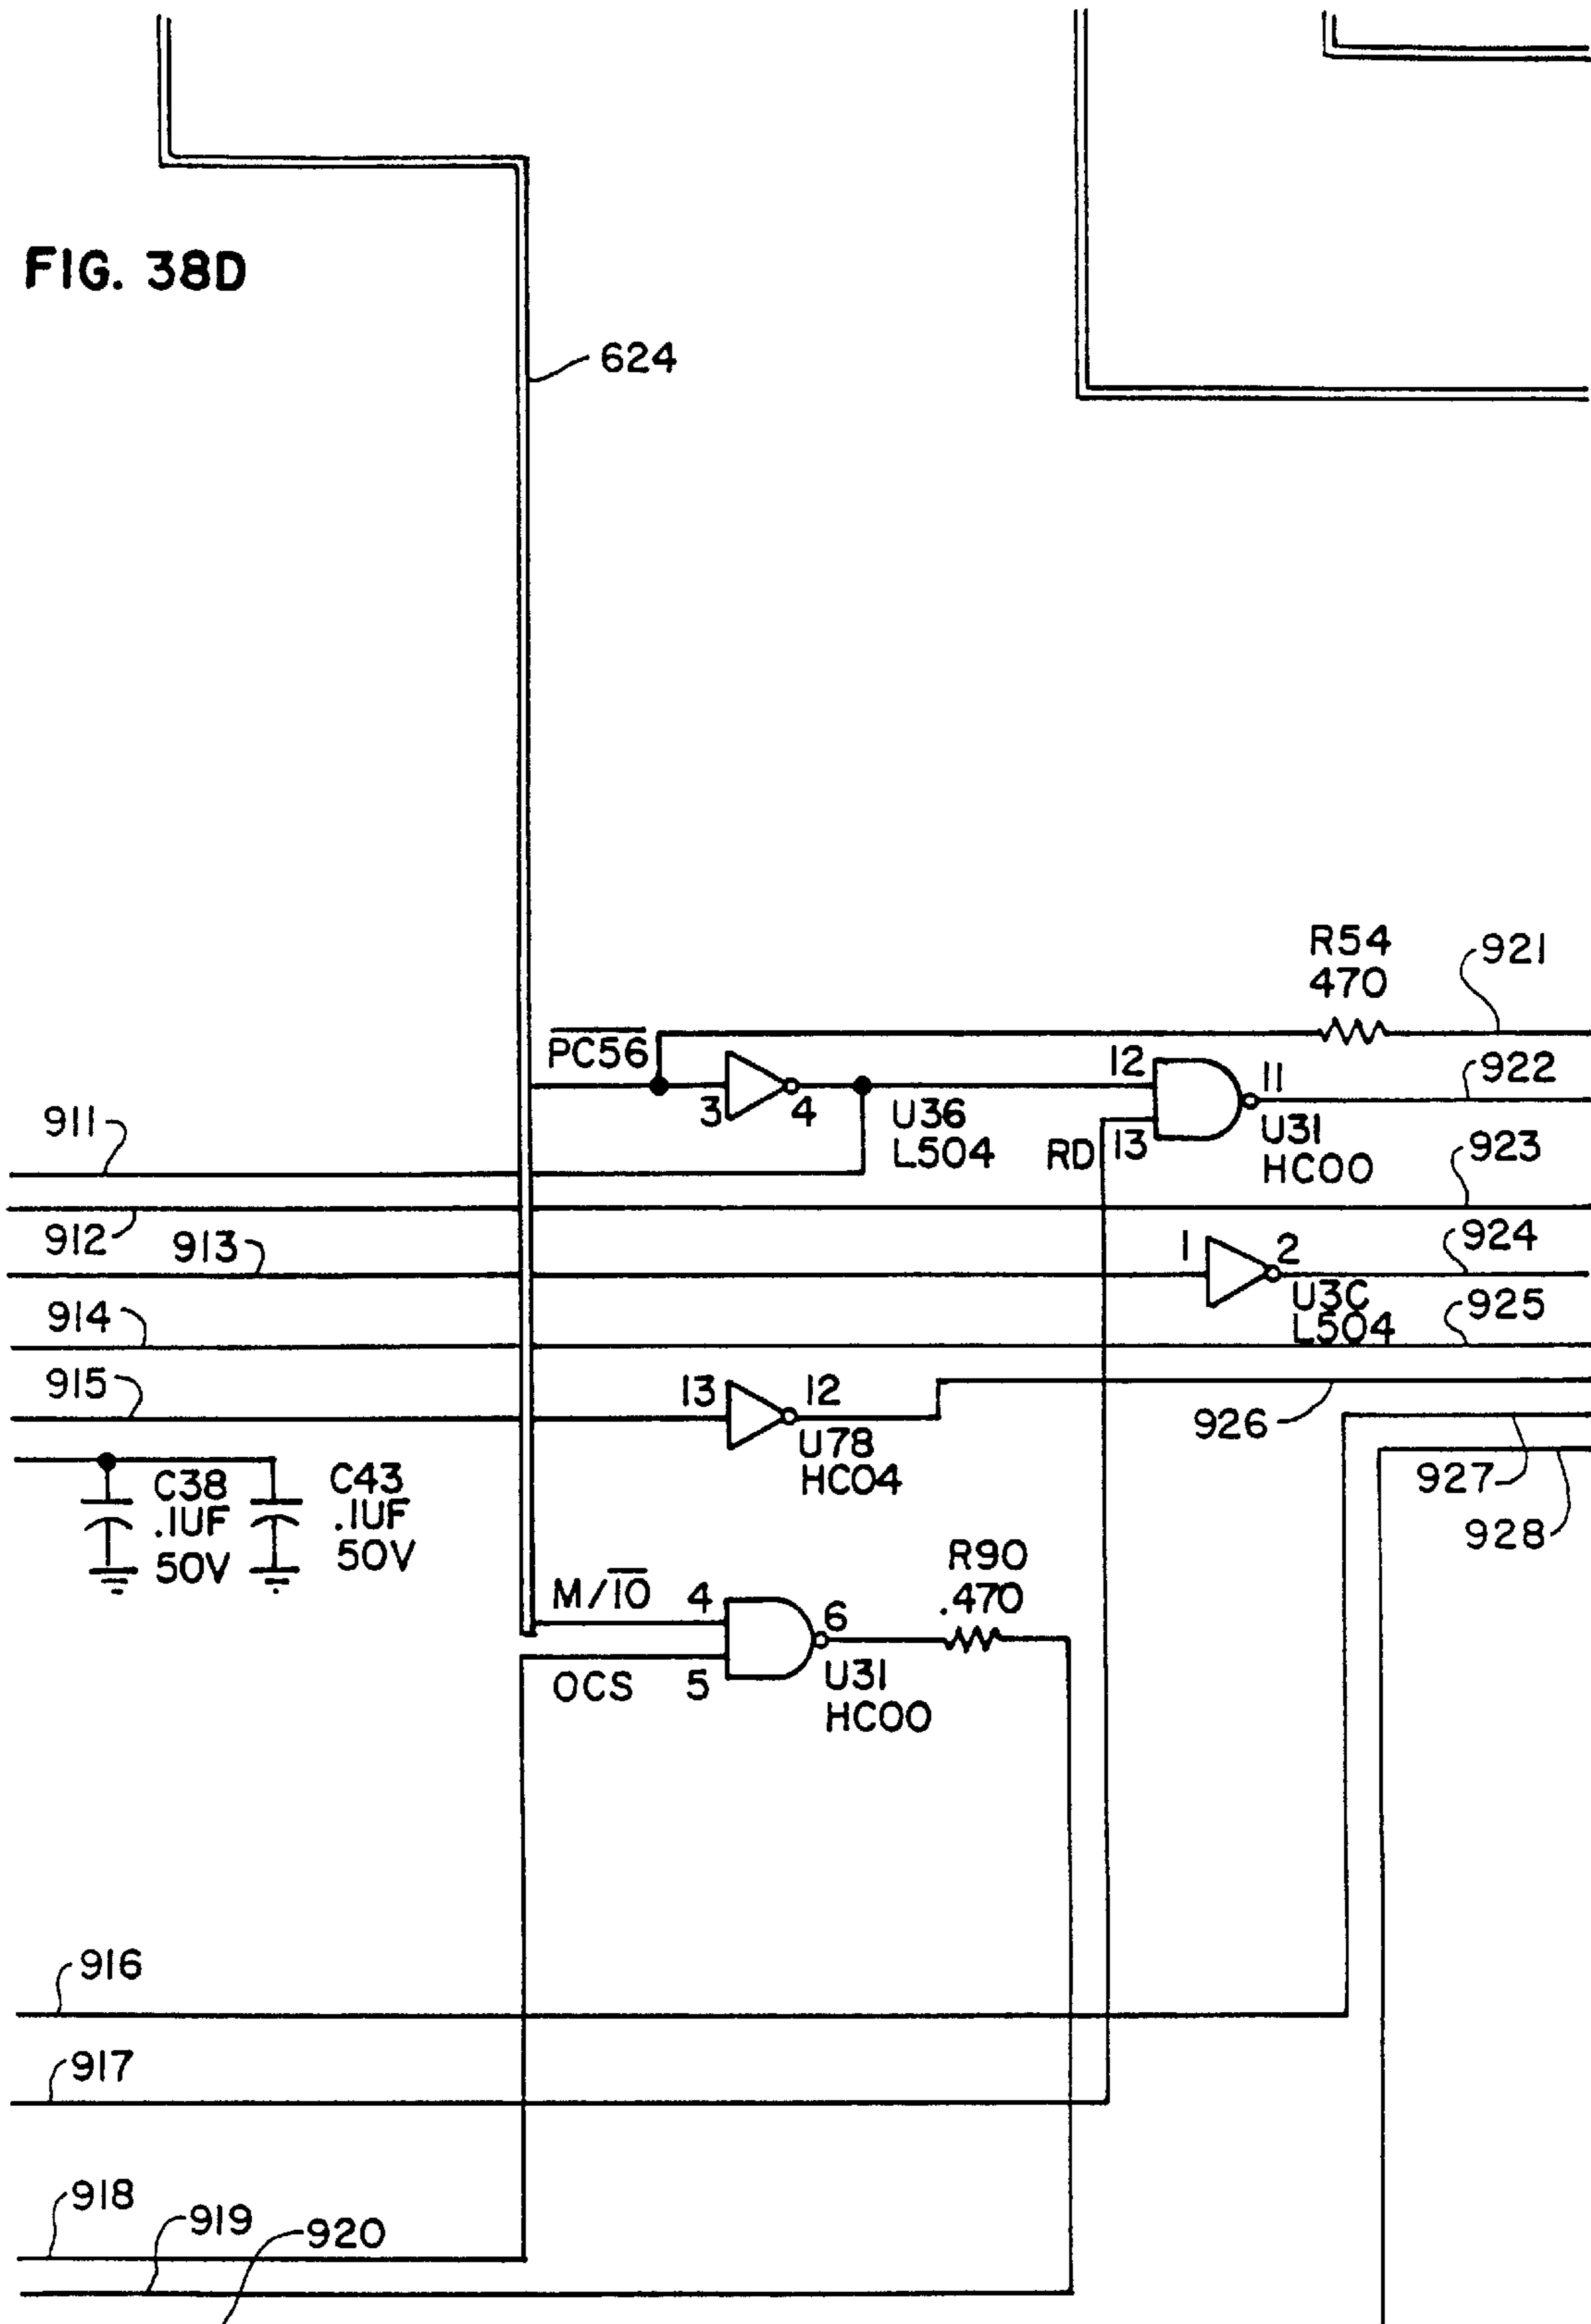 FIG. 38D
624
R54
470
921
PC56
3
4
U36
L504
12
13
RD
11
U31
HC00
922
911
912
923
913
1
2
U3C
L504
924
914
925
915
13
12
U78
HC04
926
927
928
C38
.1UF
50V
C43
.1UF
50V
M/IO
4
OCS
5
6
U31
HC00
R90
.470
916
917
918
919
920